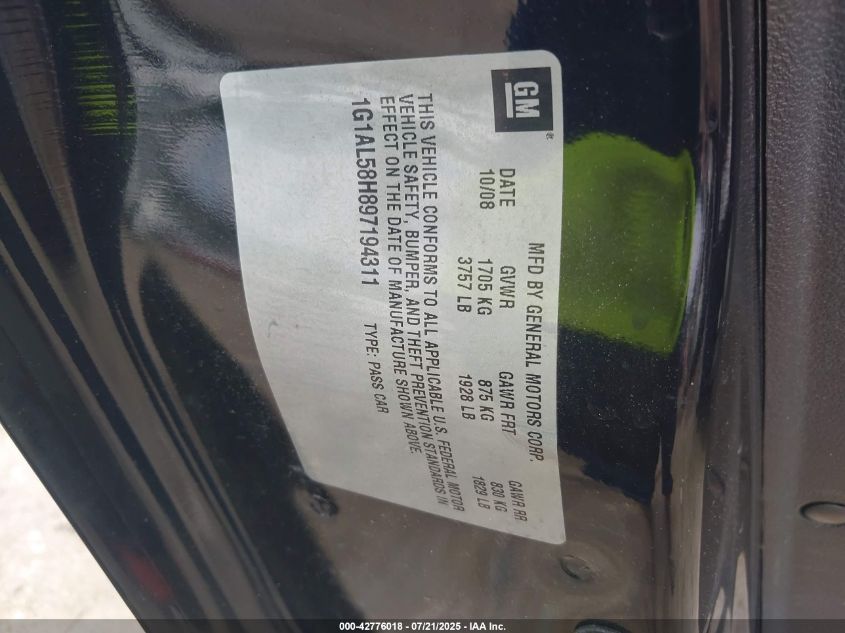 GM®
MFD BY GENERAL MOTORS CORP.
DATE GVWR GAWR FRT GAWR RR
10/08 1705 KG 875 KG 830 KG
3757 LB 1928 LB 1829 LB
THIS VEHICLE CONFORMS TO ALL APPLICABLE U.S. FEDERAL MOTOR
VEHICLE SAFETY, BUMPER, AND THEFT PREVENTION STANDARDS IN
EFFECT ON THE DATE OF MANUFACTURE SHOWN ABOVE.
1G1AL58H897194311 TYPE: PASS CAR
000-42776018 - 07/21/2025 - IAA Inc.